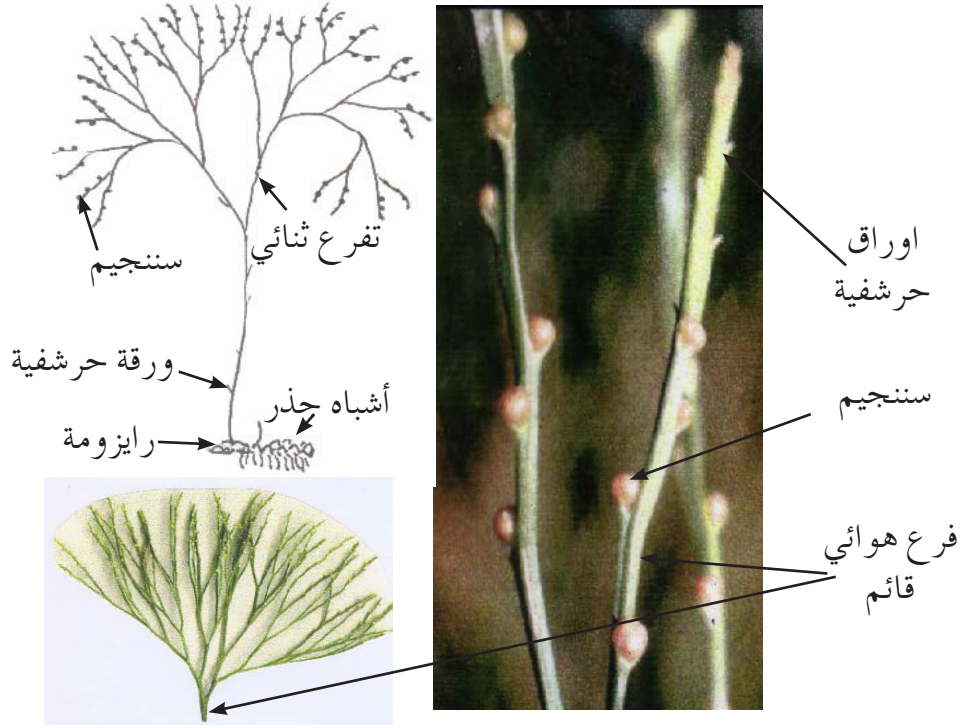 تفرع ثنائي
سننجيم
اوراق
حرشفية
ورقة حرشفية
أشباه جذر
سننجيم
رايزومة
فرع هوائي
قائم